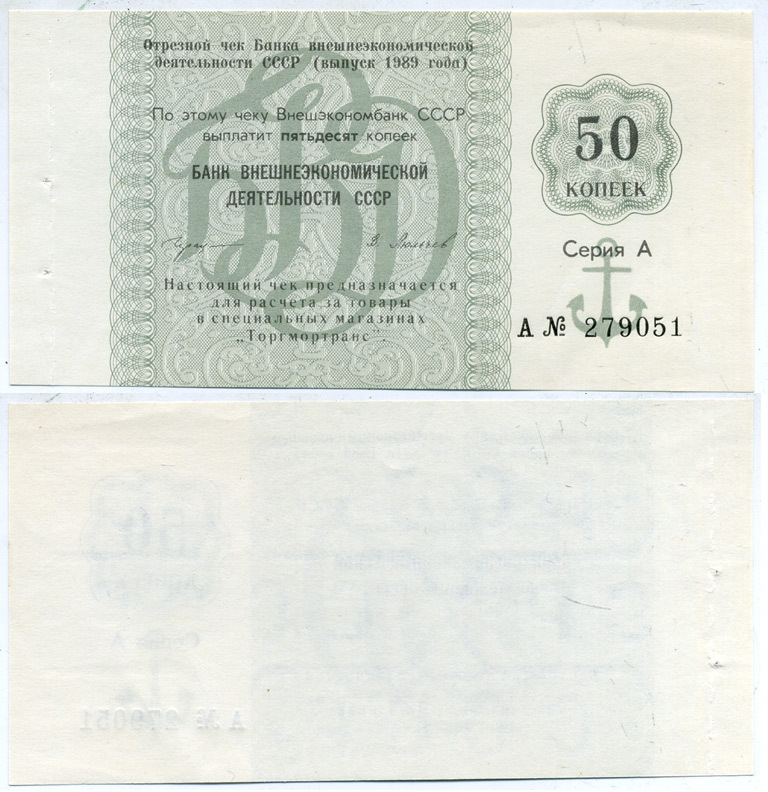 Отрезной чек Банка внешнеэкономической
деятельности СССР (выпуск 1989 года)
По этому чеку Внешэкономбанк СССР
выплатит пятьдесят копеек
БАНК ВНЕШНЕЭКОНОМИЧЕСКОЙ
ДЕЯТЕЛЬНОСТИ СССР
Настоящий чек предназначается
для расчета за товары
в специальных магазинах
„Торгмортранс".
50
КОПЕЕК
Серия А
А № 279051